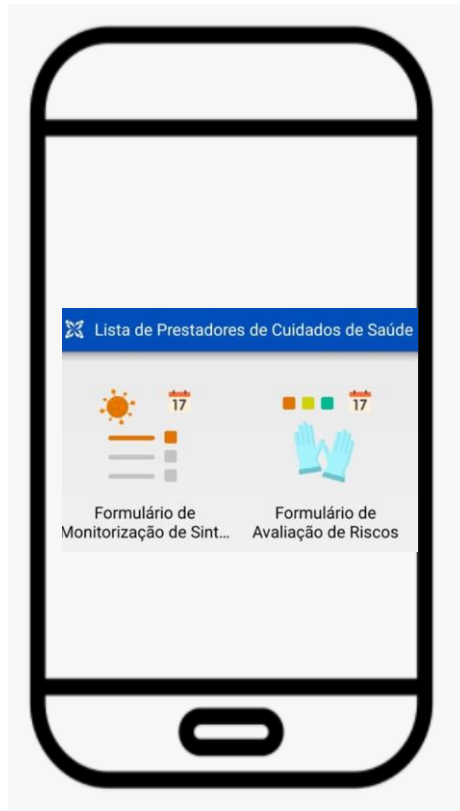 Lista de Prestadores de Cuidados de Saúde
17
17
Formulário de
Monitorização de Sint...
Formulário de
Avaliação de Riscos